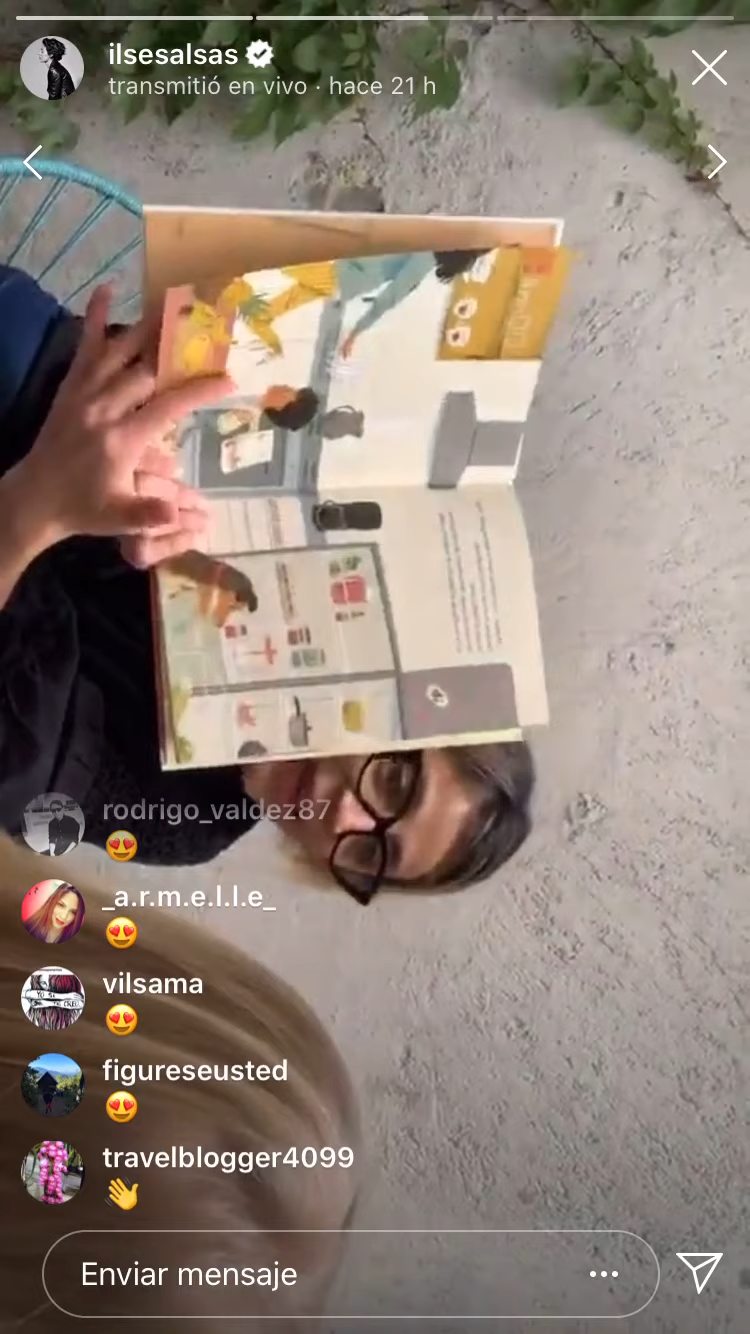 ilsesalsas
transmitió en vivo · hace 21 h
rodrigo_valdez87
😍
_a.r.m.e.l.l.e_
😍
vilsama
😍
figureseusted
😍
travelblogger4099
👋
Enviar mensaje